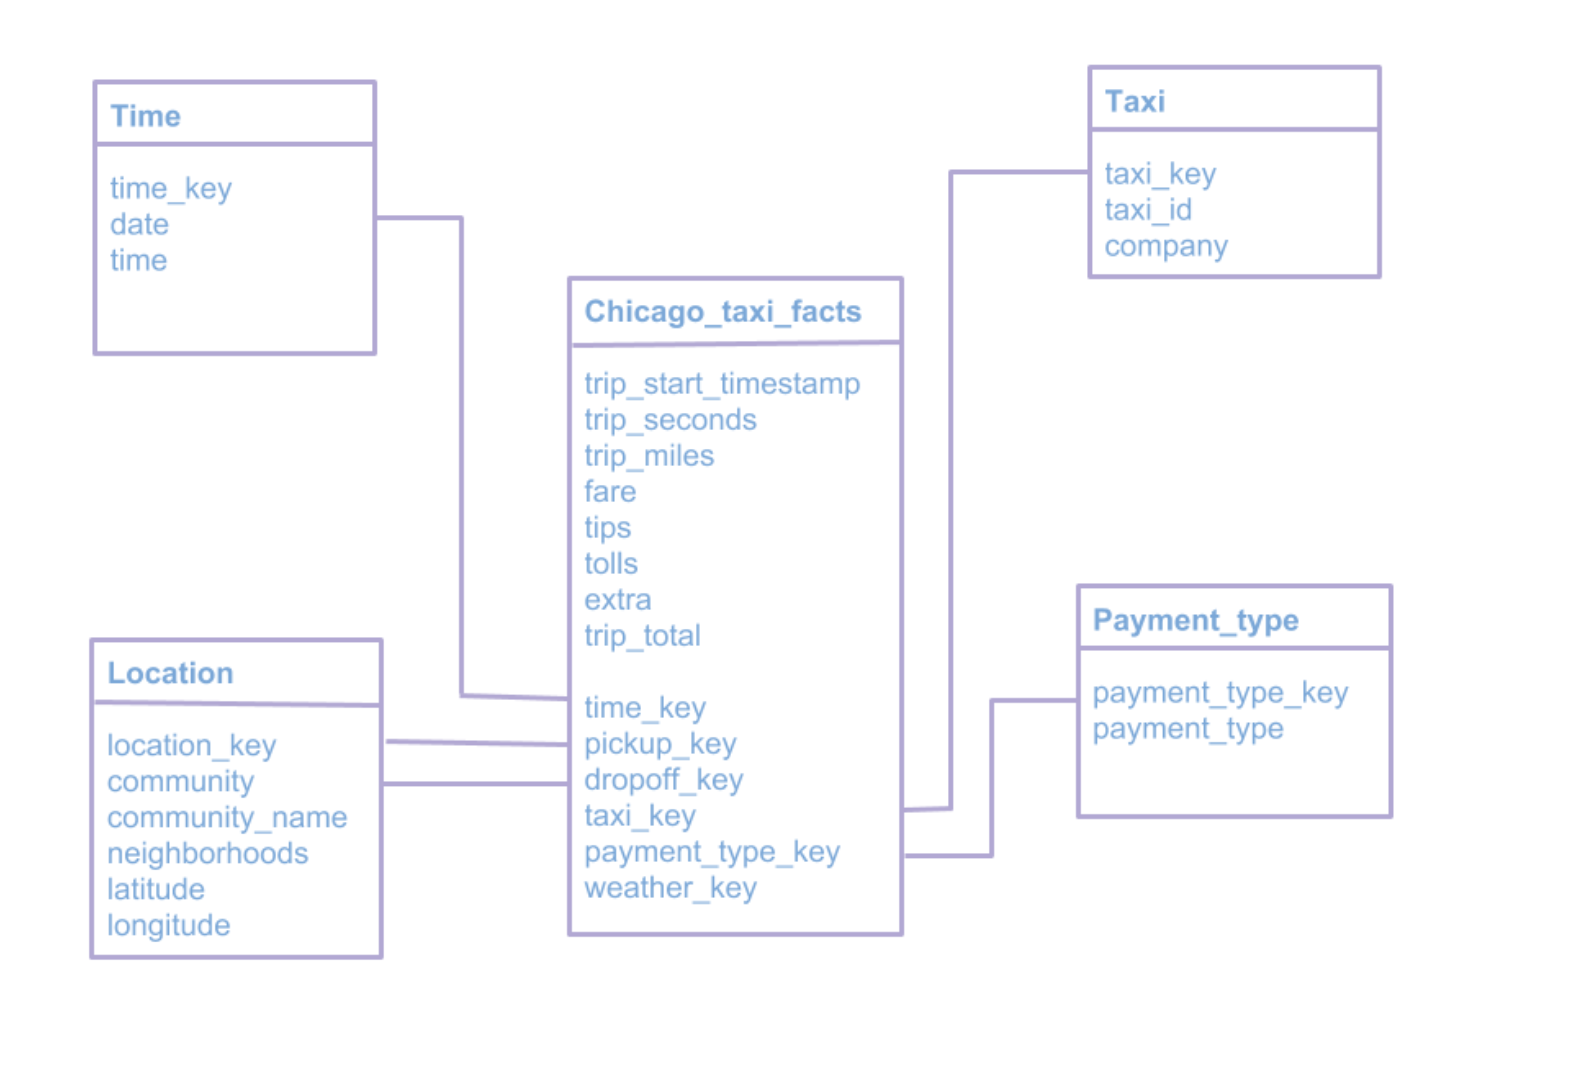 Time
time_key
date
time
Taxi
taxi_key
taxi_id
company
Chicago_taxi_facts
trip_start_timestamp
trip_seconds
trip_miles
fare
tips
tolls
extra
trip_total
time_key
pickup_key
dropoff_key
taxi_key
payment_type_key
weather_key
Location
location_key
community
community_name
neighborhoods
latitude
longitude
Payment_type
payment_type_key
payment_type